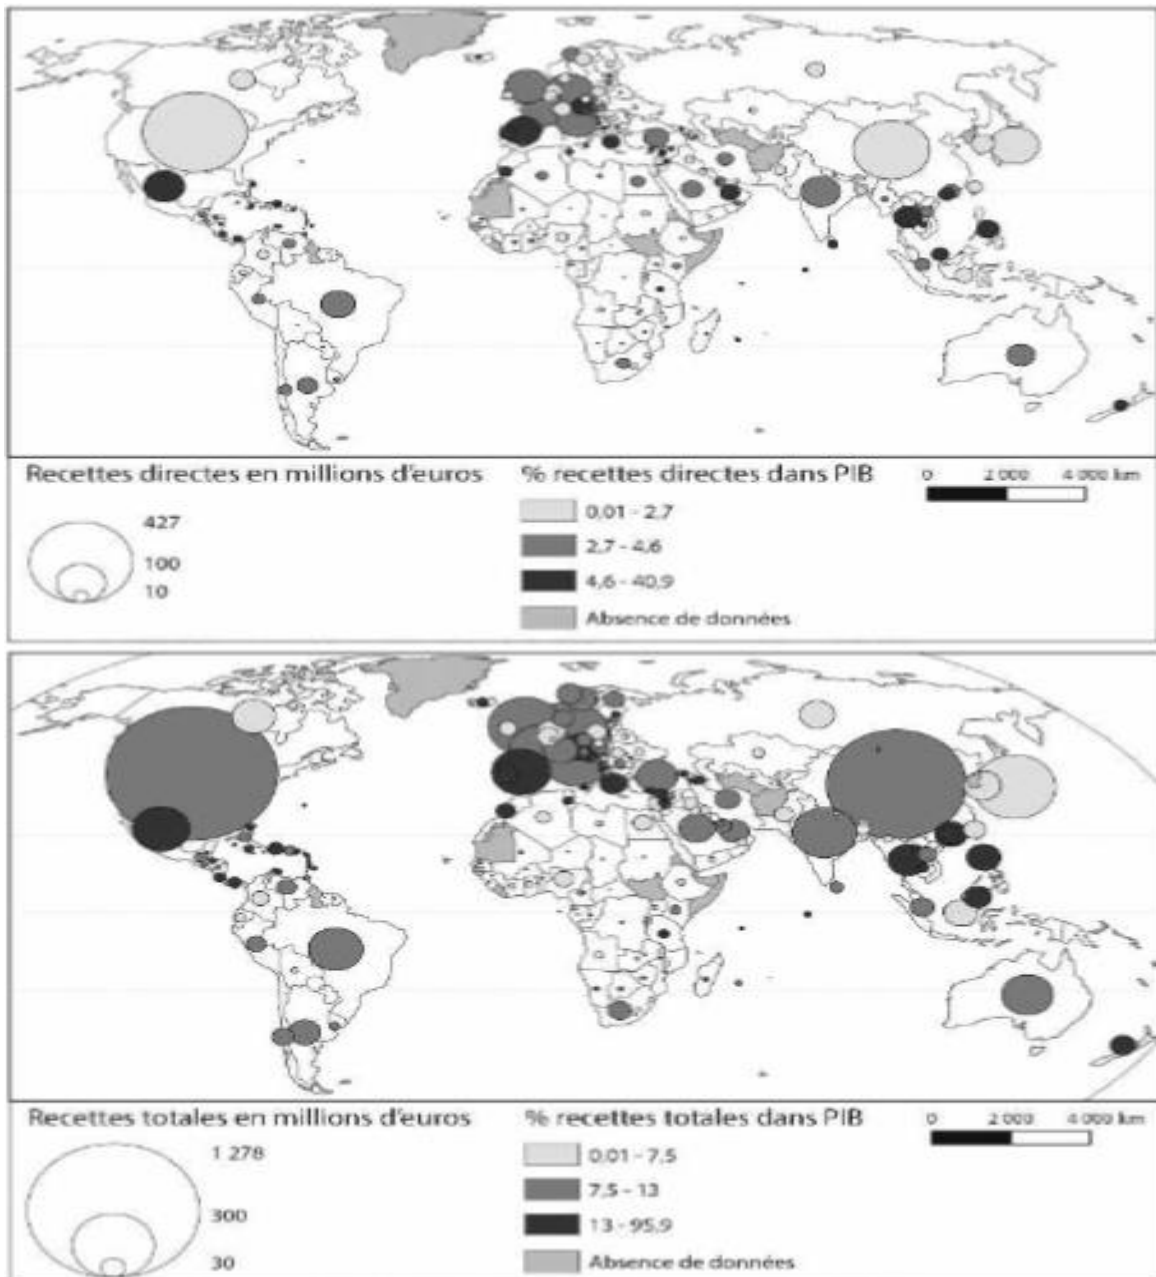 Recettes directes en millions d'euros
427
100
10
% recettes directes dans PIB
0,01 - 2,7
2,7 - 4,6
4,6 - 40,9
Absence de données
0 2 000 4 000 km
Recettes totales en millions d'euros
1 278
300
30
% recettes totales dans PIB
0,01 - 7,5
7,5 - 13
13 - 95,9
Absence de données
0 2 000 4 000 km